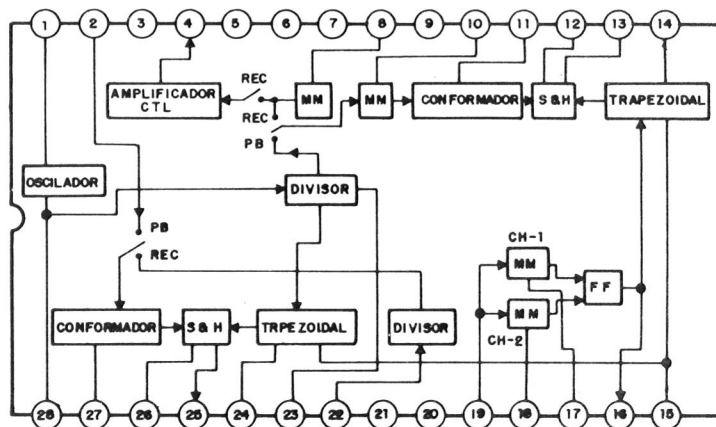 1 2 3 4 5 6 7 8 9 10 11 12 13 14
AMPLIFICADOR
CTL
REC
MM
MM
CONFORMADOR
S&H
TRAPEZOIDAL
REC
PB
OSCILADOR
DIVISOR
PB
REC
CH-1
MM
FF
MM
CH-2
CONFORMADOR
S&H
TRPEZOIDAL
DIVISOR
28 27 26 25 24 23 22 21 20 19 18 17 16 15